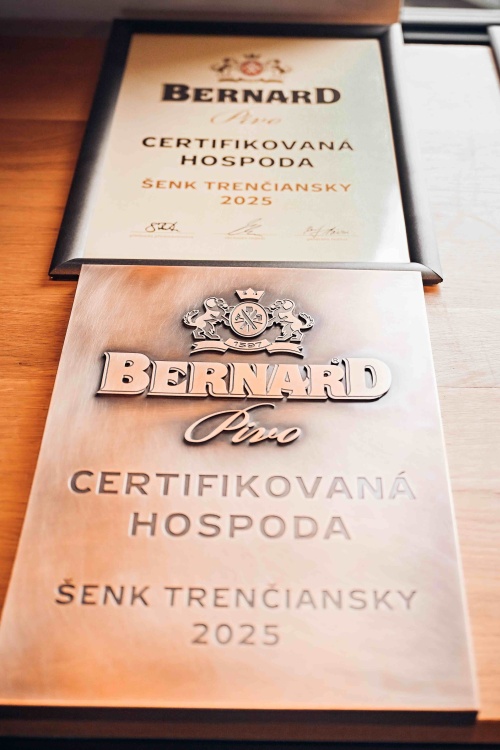 BERNARD
Pivo
CERTIFIKOVANÁ
HOSPODA
ŠENK TRENČIANSKY
2025
1597
BERNARD
Pivo
CERTIFIKOVANÁ
HOSPODA
ŠENK TRENČIANSKY
2025